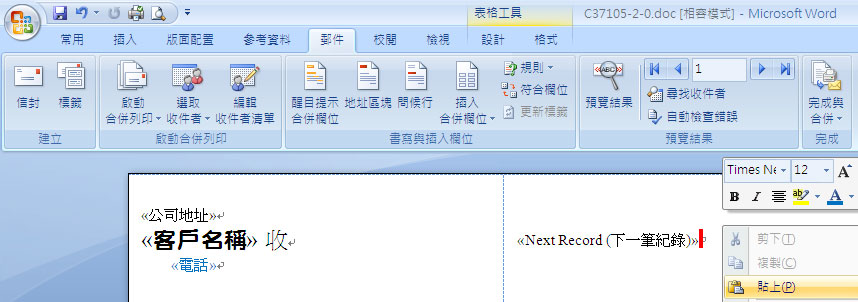 表格工具 C37105-2-0.doc [相容模式] - Microsoft Word
常用 插入 版面配置 參考資料 郵件 校閱 檢視 設計 格式
信封 標籤 啟動 合併列印 選取 收件者 編輯 收件者清單 醒目提示 合併欄位 地址區塊 問候行 插入 合併欄位 規則 符合欄位 更新標籤 預覽結果 1 尋找收件者 自動檢查錯誤 完成與 合併
建立 啟動合併列印 書寫與插入欄位 預覽結果 完成
Times Ne 12 A
B I ab A
«公司地址»
«客戶名稱» 收
«Next Record (下一筆紀錄)»
«電話»
剪下(T)
複製(C)
貼上(P)